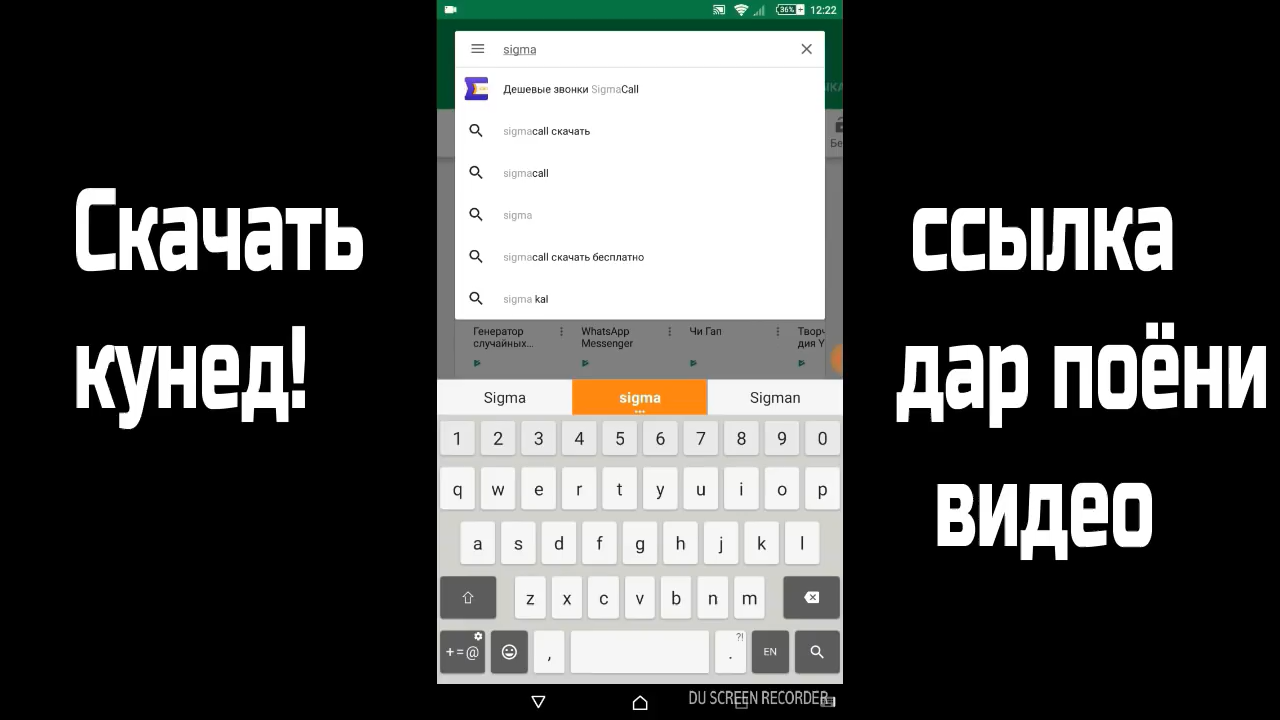 36% 12:22
sigma
Дешевые звонки SigmaCall
sigmacall скачать
sigmacall
sigma
sigmacall скачать бесплатно
sigma kal
Скачать
кунед!
ссылка
дар поёни
видео
Генератор
случайных...
WhatsApp
Messenger
Чи Гап
Sigma sigma Sigman
1 2 3 4 5 6 7 8 9 0
q w e r t y u i o p
a s d f g h j k l
z x c v b n m
+=@ , . ?! EN
DU SCREEN RECORDER